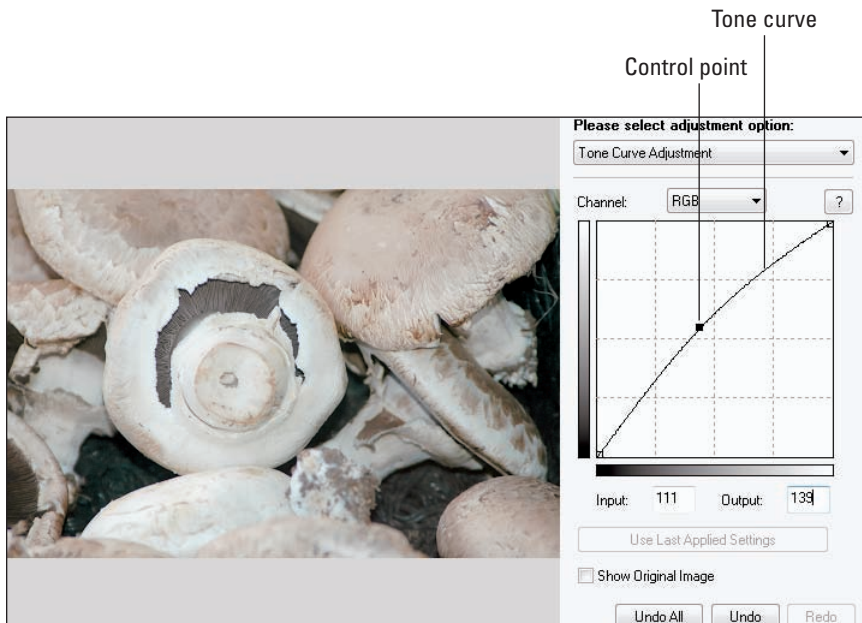 Tone curve
Control point
Please select adjustment option:
Tone Curve Adjustment
Channel: RGB ?
Input: 111 Output: 139
Use Last Applied Settings
Show Original Image
Undo All Undo Redo